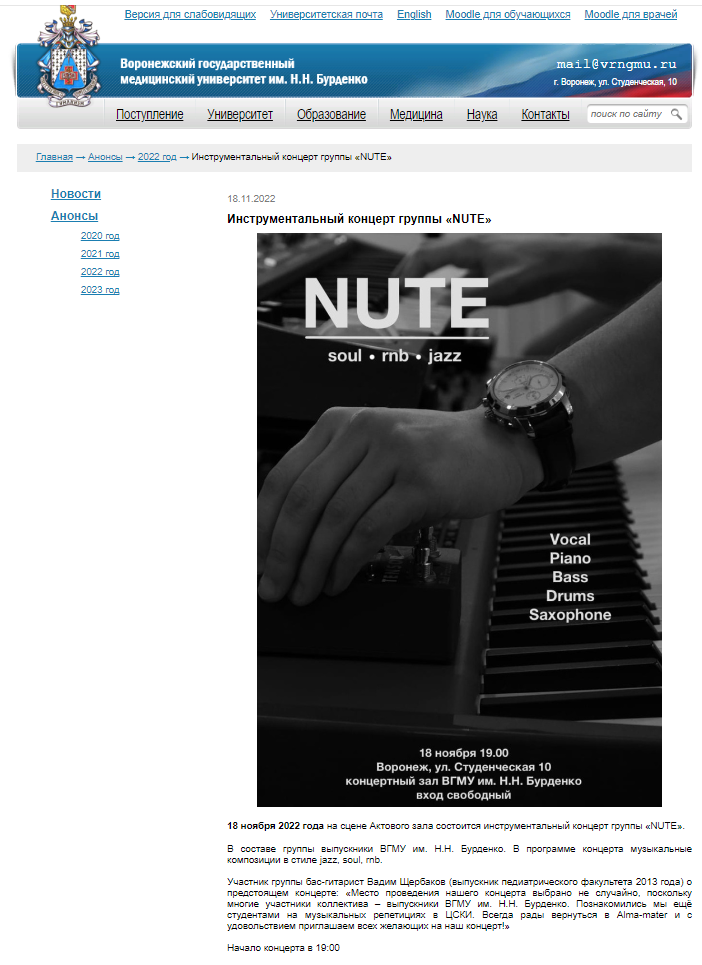 Версия для слабовидящих Университетская почта English Moodle для обучающихся Moodle для врачей
Воронежский государственный
медицинский университет им. Н.Н. Бурденко
mail@vrngmu.ru
г. Воронеж, ул. Студенческая, 10
Поступление Университет Образование Медицина Наука Контакты поиск по сайту
Главная → Анонсы → 2022 год → Инструментальный концерт группы «NUTE»
Новости
Анонсы
2020 год
2021 год
2022 год
2023 год
18.11.2022
Инструментальный концерт группы «NUTE»
NUTE
soul • rnb • jazz
Vocal
Piano
Bass
Drums
Saxophone
18 ноября 19.00
Воронеж, ул. Студенческая 10
концертный зал ВГМУ им. Н.Н. Бурденко
вход свободный
18 ноября 2022 года на сцене Актового зала состоится инструментальный концерт группы «NUTE».
В составе группы выпускники ВГМУ им. Н.Н. Бурденко. В программе концерта музыкальные
композиции в стиле jazz, soul, rnb.
Участник группы бас-гитарист Вадим Щербаков (выпускник педиатрического факультета 2013 года) о
предстоящем концерте: «Место проведения нашего концерта выбрано не случайно, поскольку
многие участники коллектива – выпускники ВГМУ им. Н.Н. Бурденко. Познакомились мы ещё
студентами на музыкальных репетициях в ЦСКИ. Всегда рады вернуться в Alma-mater и с
удовольствием приглашаем всех желающих на наш концерт!»
Начало концерта в 19:00